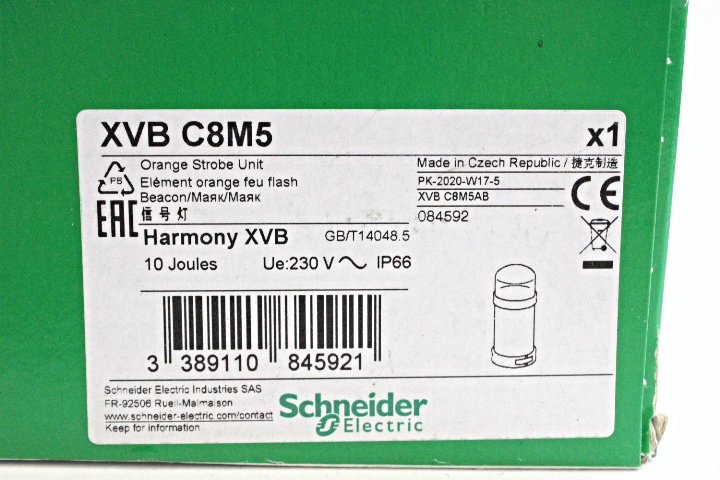 XVB C8M5 x1
Orange Strobe Unit
Elément orange feu flash
Beacon/Маяк/Маяк
信号灯
PB
EAC
Made in Czech Republic / 捷克制造
PK-2020-W17-5
XVB C8M5AB
084592
CE
Harmony XVB GB/T14048.5
10 Joules Ue:230 V ~ IP66
3 389110 845921
Schneider Electric Industries SAS
FR-92506 Rueil-Malmaison
www.schneider-electric.com/contact
Keep for information
Schneider
Electric